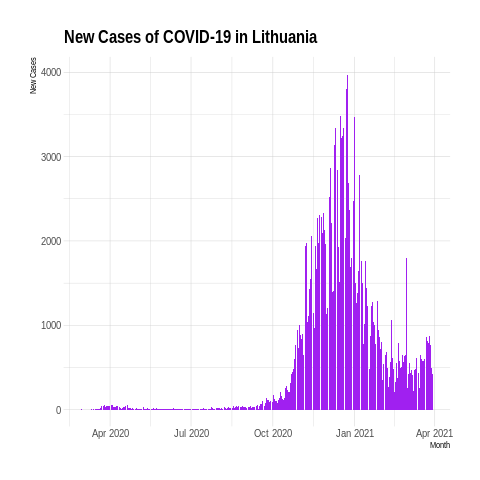 New Cases of COVID-19 in Lithuania
New Cases
4000
3000
2000
1000
0
Apr 2020
Jul 2020
Oct 2020
Jan 2021
Apr 2021
Month